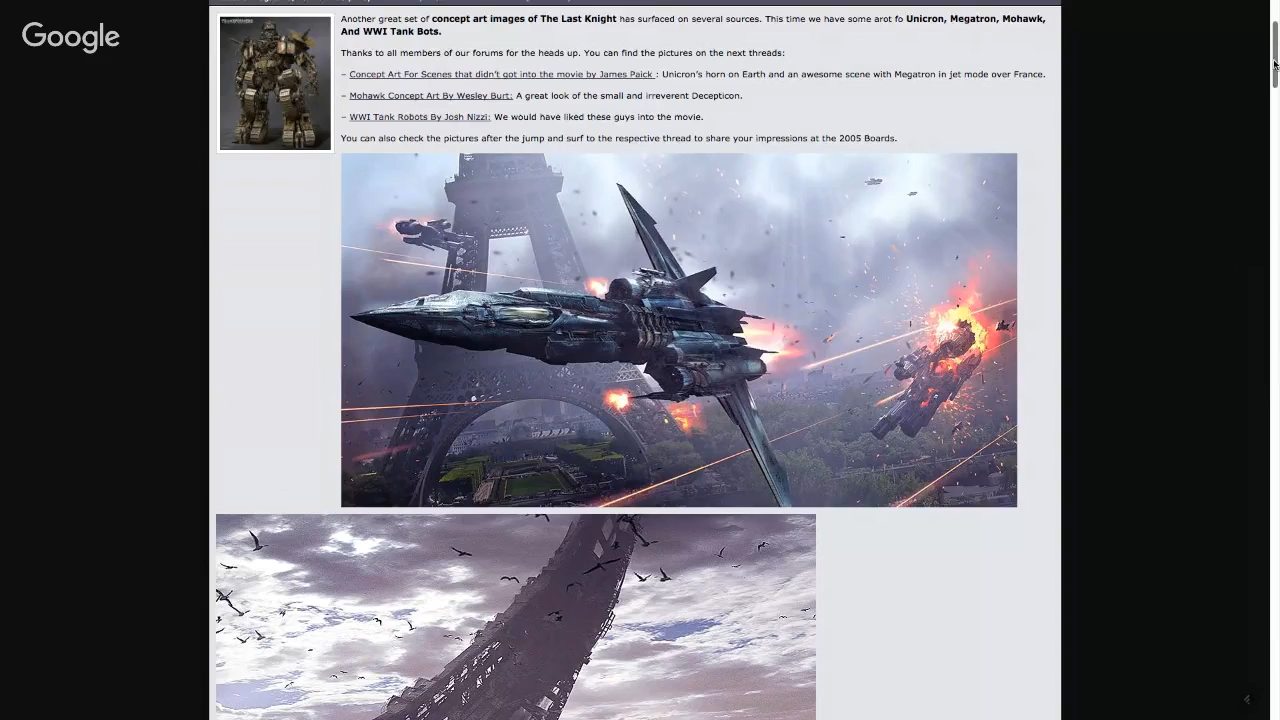 Google
Another great set of concept art images of The Last Knight has surfaced on several sources. This time we have some arot fo Unicron, Megatron, Mohawk,
And WWI Tank Bots.
Thanks to all members of our forums for the heads up. You can find the pictures on the next threads:
– Concept Art For Scenes that didn't got into the movie by James Paick : Unicron's horn on Earth and an awesome scene with Megatron in jet mode over France.
– Mohawk Concept Art By Wesley Burt: A great look of the small and irreverent Decepticon.
– WWI Tank Robots By Josh Nizzi: We would have liked these guys into the movie.
You can also check the pictures after the jump and surf to the respective thread to share your impressions at the 2005 Boards.